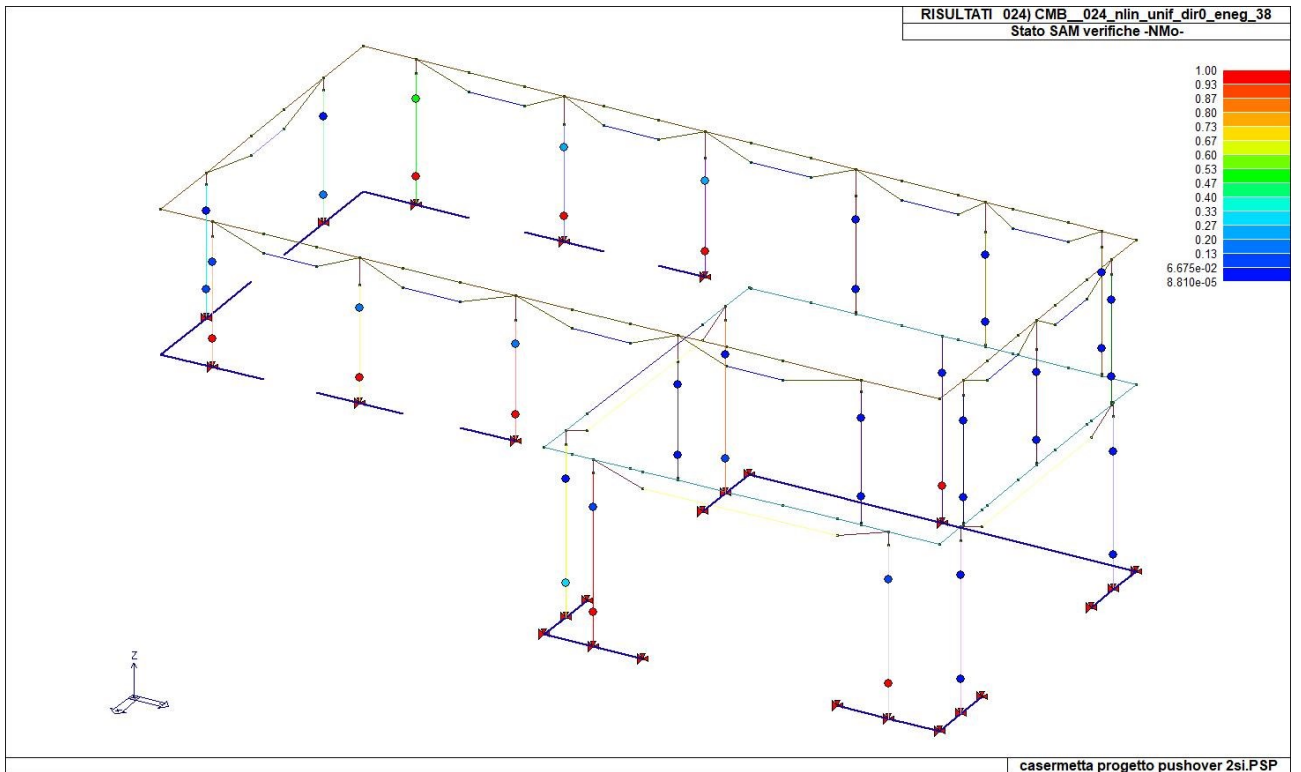 RISULTATI 024) CMB__024_nlin_unif_dir0_eneg_38
Stato SAM verifiche -NMo-
1.00
0.93
0.87
0.80
0.73
0.67
0.60
0.53
0.47
0.40
0.33
0.27
0.20
0.13
6.675e-02
8.810e-05
Z
casermetta progetto pushover 2si.PSP